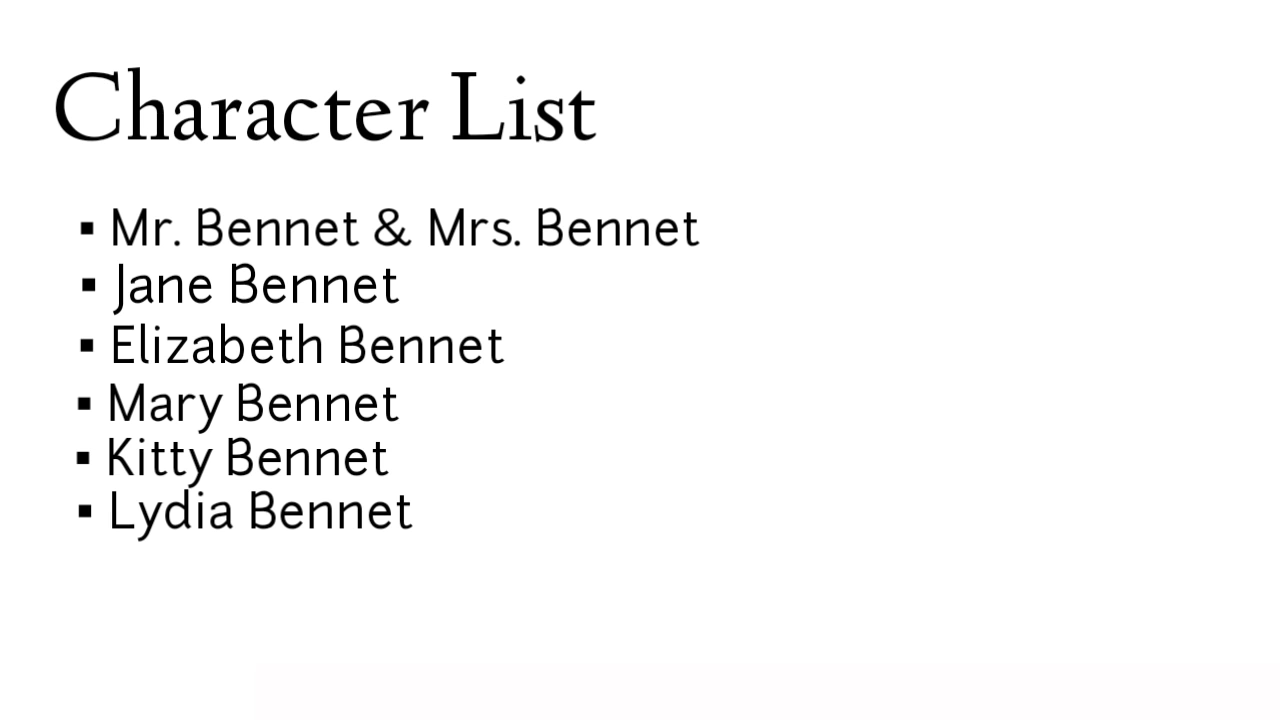 Character List
▪ Mr. Bennet & Mrs. Bennet
▪ Jane Bennet
▪ Elizabeth Bennet
▪ Mary Bennet
▪ Kitty Bennet
▪ Lydia Bennet